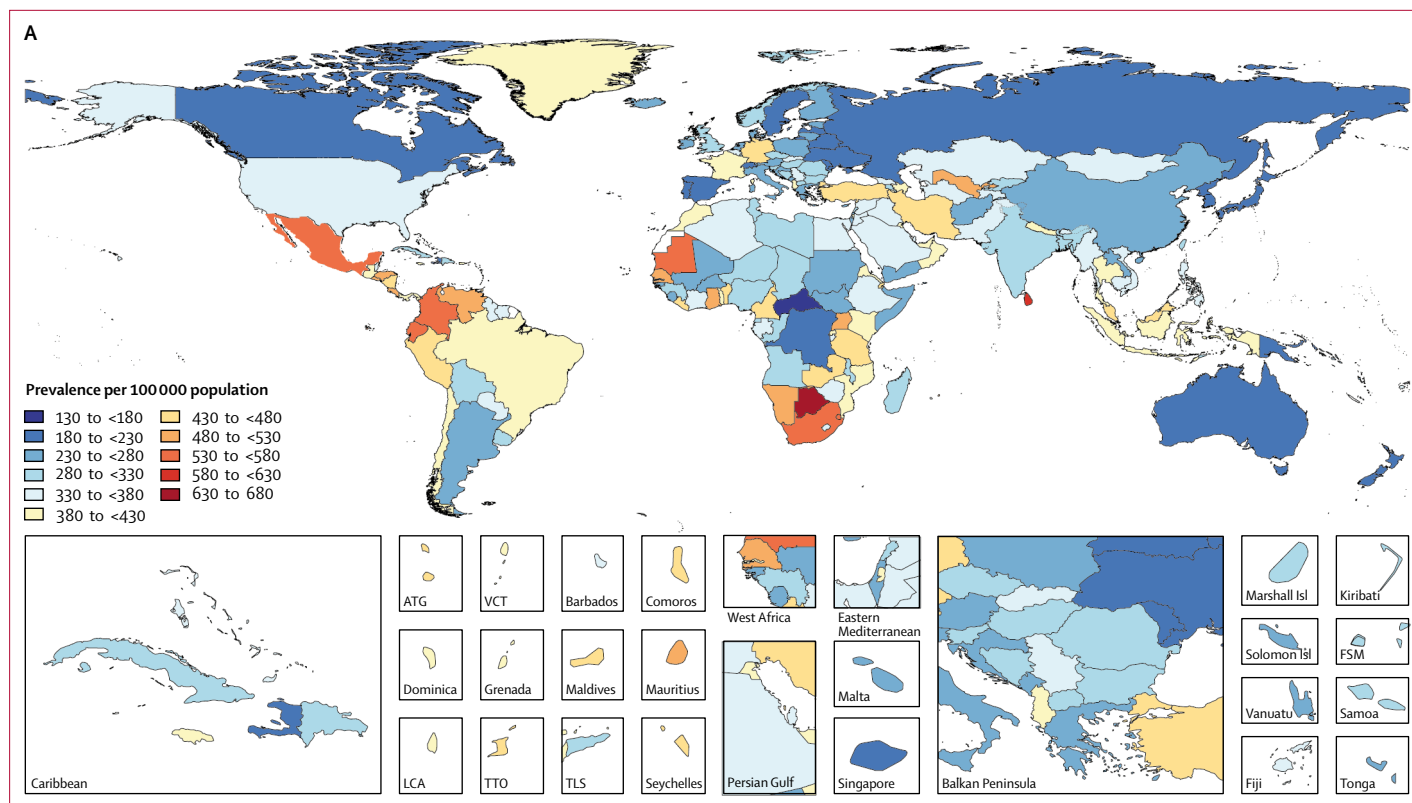 A
Prevalence per 100 000 population
130 to <180
180 to <230
230 to <280
280 to <330
330 to <380
380 to <430
430 to <480
480 to <530
530 to <580
580 to <630
630 to 680
Caribbean
ATG
VCT
Barbados
Comoros
Dominica
Grenada
Maldives
Mauritius
LCA
TTO
TLS
Seychelles
West Africa
Eastern
Mediterranean
Persian Gulf
Malta
Singapore
Balkan Peninsula
Marshall Isl
Kiribati
Solomon Isl
FSM
Vanuatu
Samoa
Fiji
Tonga